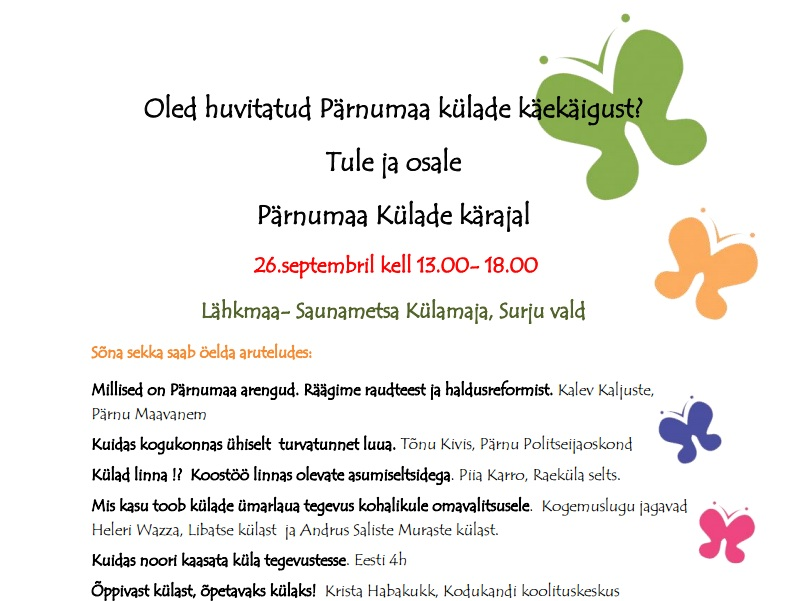 Oled huvitatud Pärnumaa külade käekäigust?
Tule ja osale
Pärnumaa Külade kärajal
26.septembril kell 13.00- 18.00
Lähkmaa- Saunametsa Külamaja, Surju vald
Sõna sekka saab öelda aruteludes:
Millised on Pärnumaa arengud. Räägime raudteest ja haldusreformist. Kalev Kaljuste,
Pärnu Maavanem
Kuidas kogukonnas ühiselt turvatunnet luua. Tõnu Kivis, Pärnu Politseijaoskond
Külad linna !? Koostöö linnas olevate asumiseltsidega. Piia Karro, Raeküla selts.
Mis kasu toob külade ümarlaua tegevus kohalikule omavalitsusele. Kogemuslugu jagavad
Heleri Wazza, Libatse külast ja Andrus Saliste Muraste külast.
Kuidas noori kaasata küla tegevustesse. Eesti 4h
Õppivast külast, õpetavaks külaks! Krista Habakukk, Kodukandi koolituskeskus